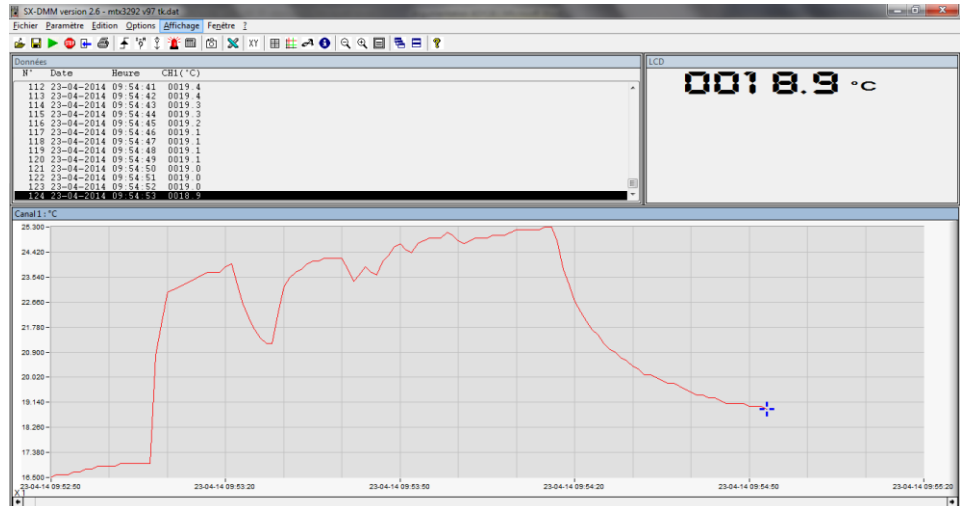 SX-DMM version 2.6 - mtx3292 v97 tk.dat
Fichier Paramètre Edition Options Affichage Fenêtre ?
XY
Données
N° Date Heure CH1(°C)
112 23-04-2014 09:54:41 0019.4
113 23-04-2014 09:54:42 0019.4
114 23-04-2014 09:54:43 0019.3
115 23-04-2014 09:54:44 0019.3
116 23-04-2014 09:54:45 0019.2
117 23-04-2014 09:54:46 0019.1
118 23-04-2014 09:54:47 0019.1
119 23-04-2014 09:54:48 0019.1
120 23-04-2014 09:54:49 0019.1
121 23-04-2014 09:54:50 0019.0
122 23-04-2014 09:54:51 0019.0
123 23-04-2014 09:54:52 0019.0
124 23-04-2014 09:54:53 0018.9
LCD
0018.9 °C
Canal 1 : °C
25.300
24.420
23.540
22.660
21.780
20.900
20.020
19.140
18.260
17.380
16.500
23-04-14 09:52:50 23-04-14 09:53:20 23-04-14 09:53:50 23-04-14 09:54:20 23-04-14 09:54:50 23-04-14 09:55:20
X 1